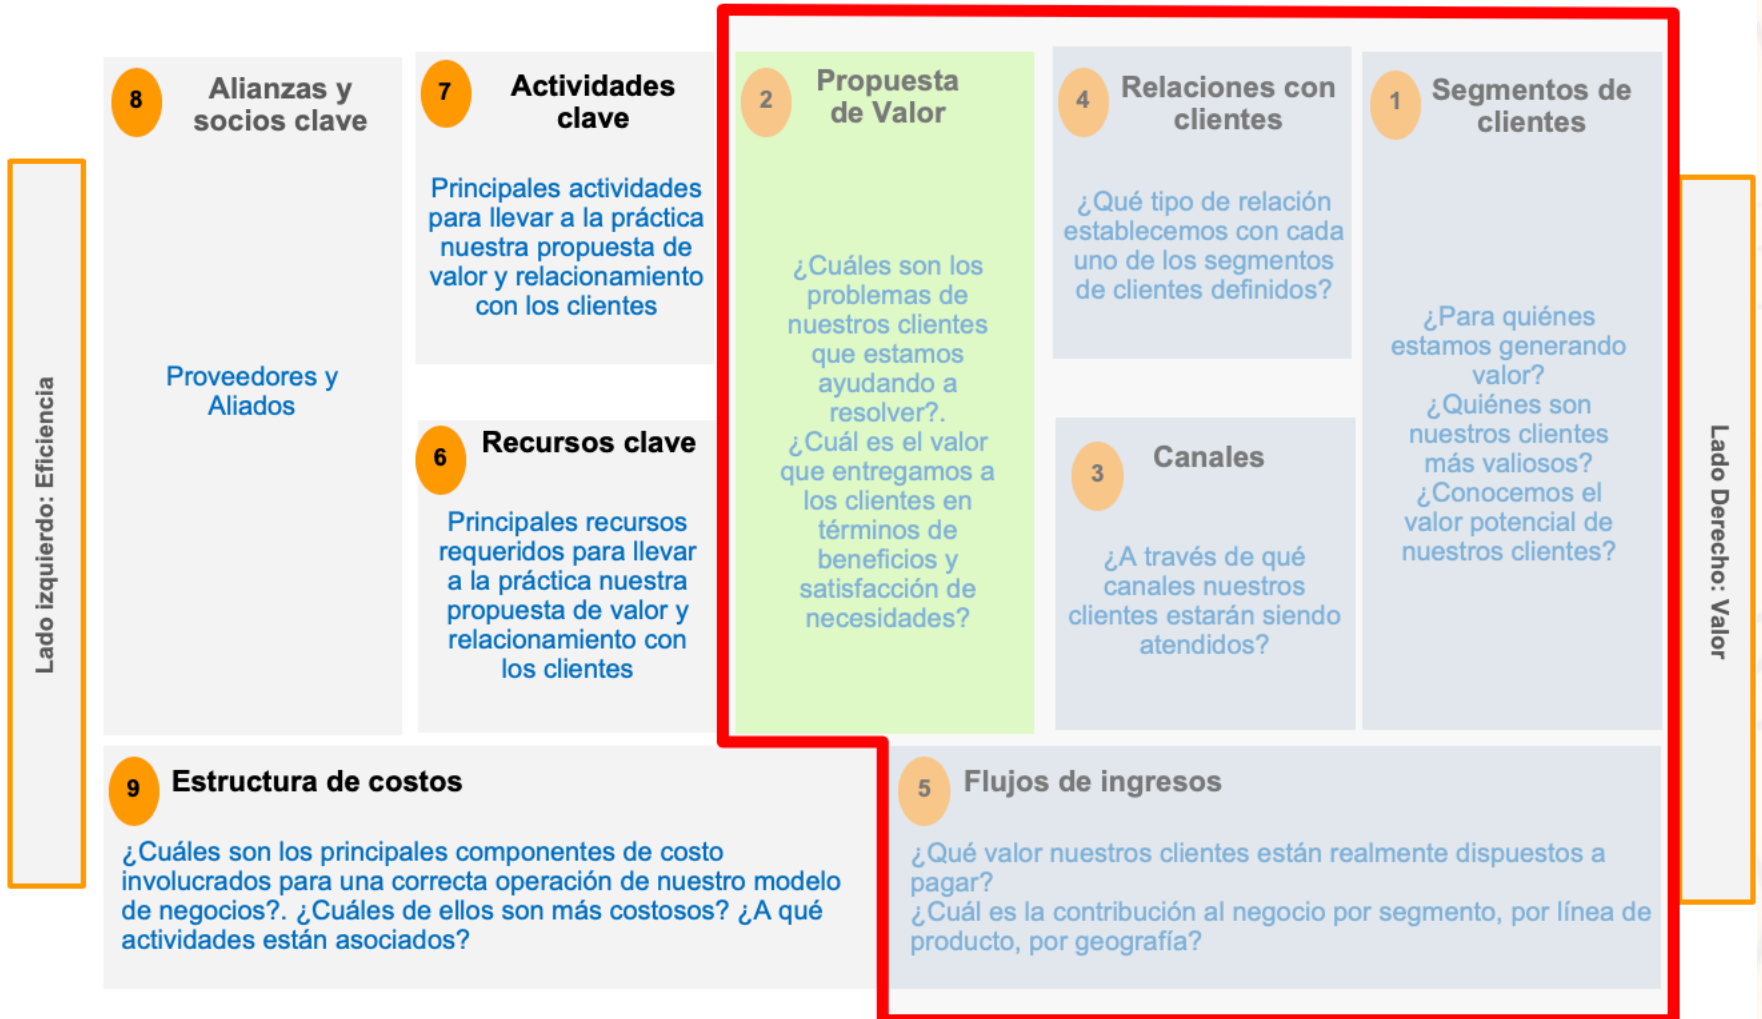 Lado izquierdo: Eficiencia
8
Alianzas y
socios clave
Proveedores y
Aliados
7
Actividades
clave
Principales actividades
para llevar a la práctica
nuestra propuesta de
valor y relacionamiento
con los clientes
6
Recursos clave
Principales recursos
requeridos para llevar
a la práctica nuestra
propuesta de valor y
relacionamiento con
los clientes
2
Propuesta
de Valor
¿Cuáles son los
problemas de
nuestros clientes
que estamos
ayudando a
resolver?.
¿Cuál es el valor
que entregamos a
los clientes en
términos de
beneficios y
satisfacción de
necesidades?
4
Relaciones con
clientes
¿Qué tipo de relación
establecemos con cada
uno de los segmentos
de clientes definidos?
3
Canales
¿A través de qué
canales nuestros
clientes estarán siendo
atendidos?
1
Segmentos de
clientes
¿Para quiénes
estamos generando
valor?
¿Quiénes son
nuestros clientes
más valiosos?
¿Conocemos el
valor potencial de
nuestros clientes?
Lado Derecho: Valor
9
Estructura de costos
¿Cuáles son los principales componentes de costo
involucrados para una correcta operación de nuestro modelo
de negocios?. ¿Cuáles de ellos son más costosos? ¿A qué
actividades están asociados?
5
Flujos de ingresos
¿Qué valor nuestros clientes están realmente dispuestos a
pagar?
¿Cuál es la contribución al negocio por segmento, por línea de
producto, por geografía?